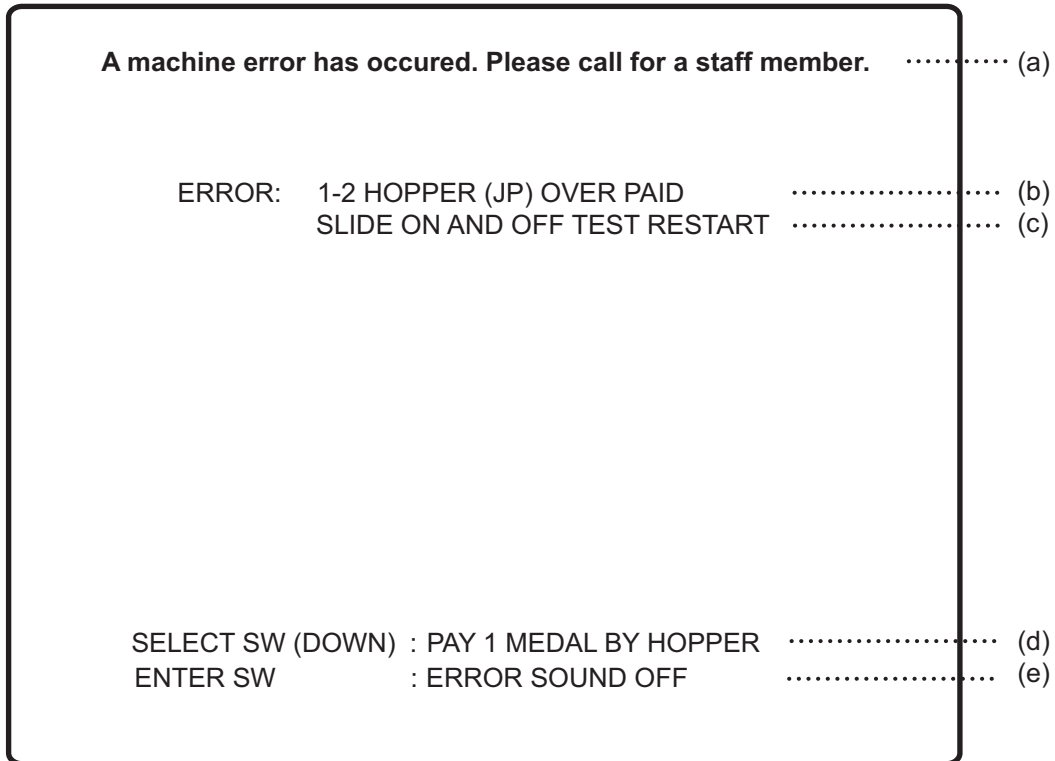 A machine error has occured. Please call for a staff member. ........... (a)
ERROR: 1-2 HOPPER (JP) OVER PAID ...................... (b)
SLIDE ON AND OFF TEST RESTART ...................... (c)
SELECT SW (DOWN) : PAY 1 MEDAL BY HOPPER ...................... (d)
ENTER SW : ERROR SOUND OFF ...................... (e)